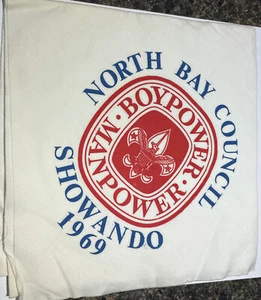 NORTH BAY COUNCIL
BOYPOWER · MANPOWER ·
SHOWANDO
1969